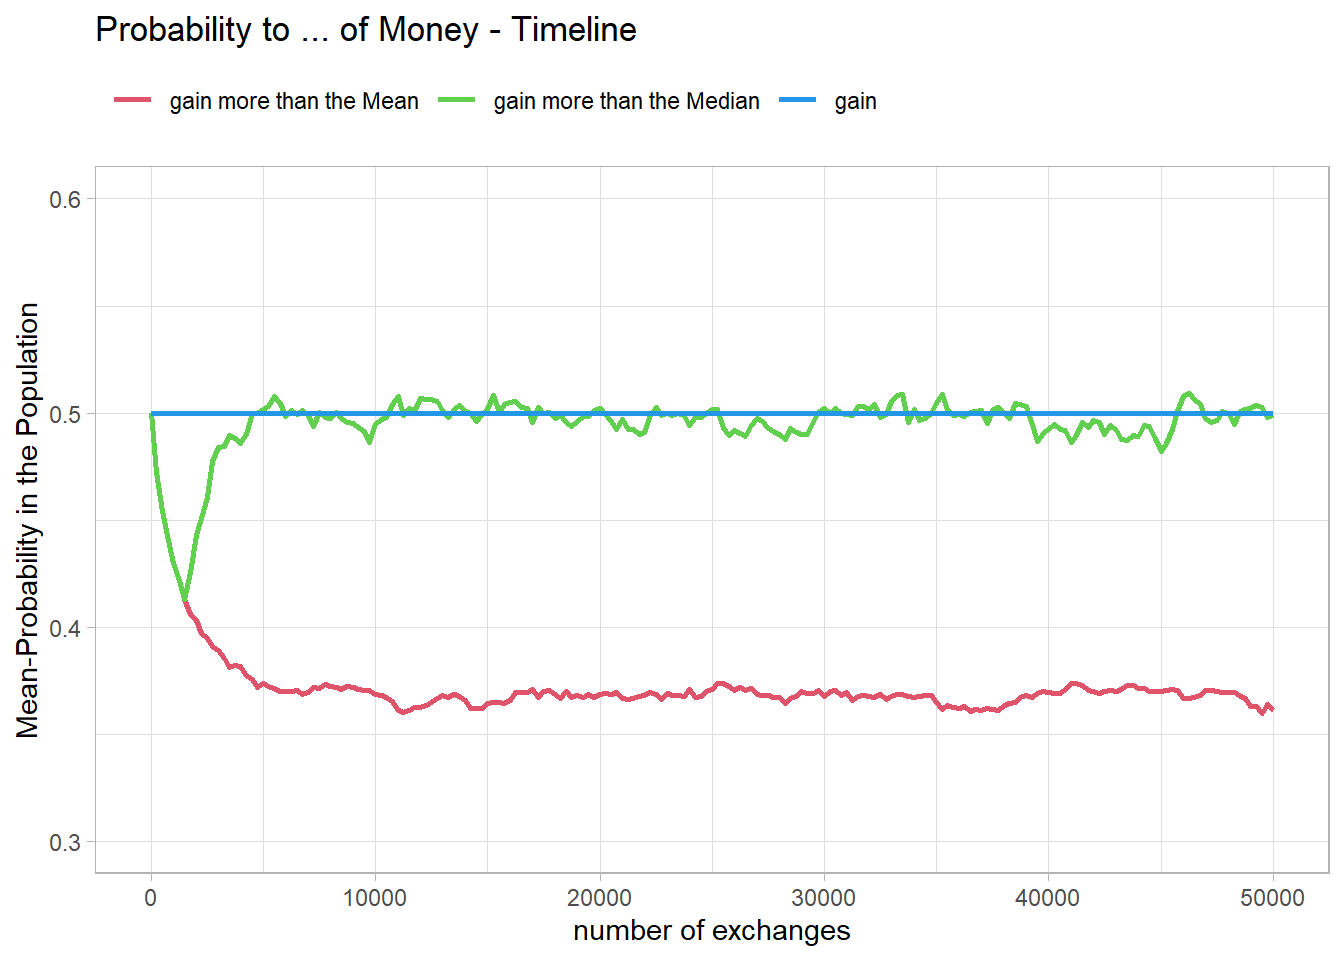 Probability to ... of Money - Timeline
gain more than the Mean gain more than the Median gain
Mean-Probability in the Population
0.6
0.5
0.4
0.3
0 10000 20000 30000 40000 50000
number of exchanges